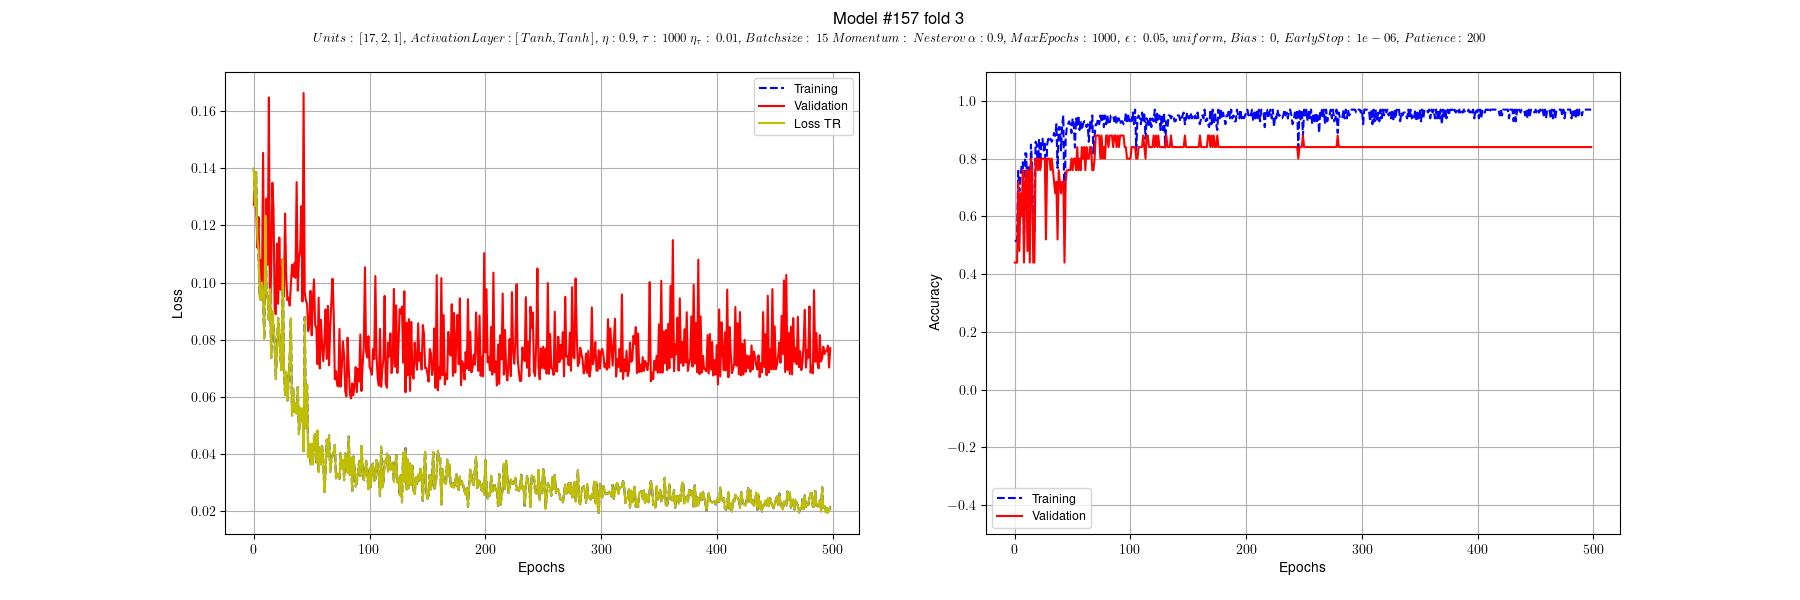 Model #157 fold 3
Units : [17, 2, 1], ActivationLayer : [Tanh, Tanh], η : 0.9, τ : 1000 ητ : 0.01, Batchsize : 15 Momentum : Nesterov α : 0.9, MaxEpochs : 1000, ϵ : 0.05, uniform, Bias : 0, EarlyStop : 1e − 06, Patience : 200
Training
Validation
Loss TR
0.16
0.14
0.12
0.10
0.08
0.06
0.04
0.02
Loss
0 100 200 300 400 500
Epochs
1.0
0.8
0.6
0.4
0.2
0.0
−0.2
−0.4
Accuracy
Training
Validation
0 100 200 300 400 500
Epochs